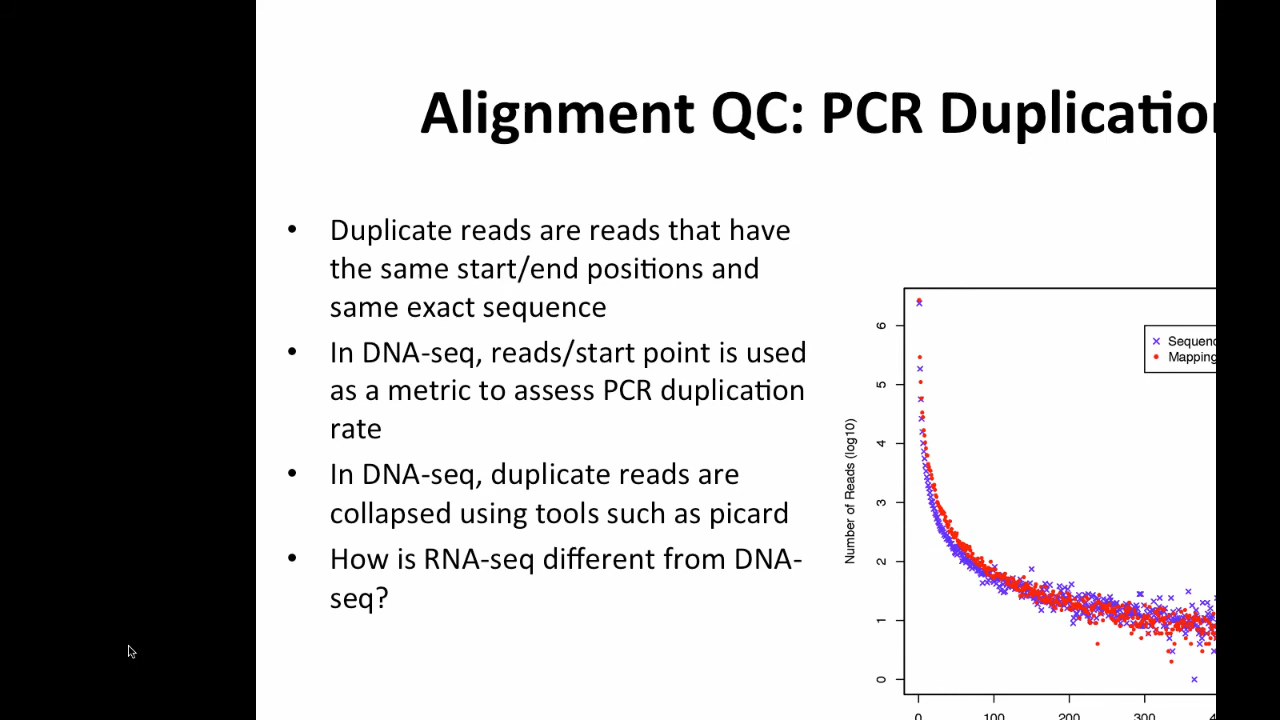 Alignment QC: PCR Duplication
• Duplicate reads are reads that have
the same start/end positions and
same exact sequence
• In DNA-seq, reads/start point is used
as a metric to assess PCR duplication
rate
• In DNA-seq, duplicate reads are
collapsed using tools such as picard
• How is RNA-seq different from DNA-
seq?
Number of Reads (log10)
6
5
4
3
2
1
0
Sequenc
Mapping
0 100 200 300